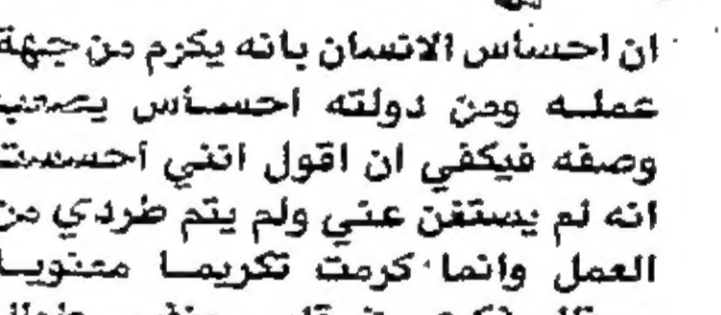 ان احساس الانسان بانه يكرم من جهة
عمله ومن دولته احساس يصعب
وصفه فيكفي ان اقول انني احسست
انه لم يستغن عني ولم يتم طردي من
العمل وانما كرمت تكريما معنويا